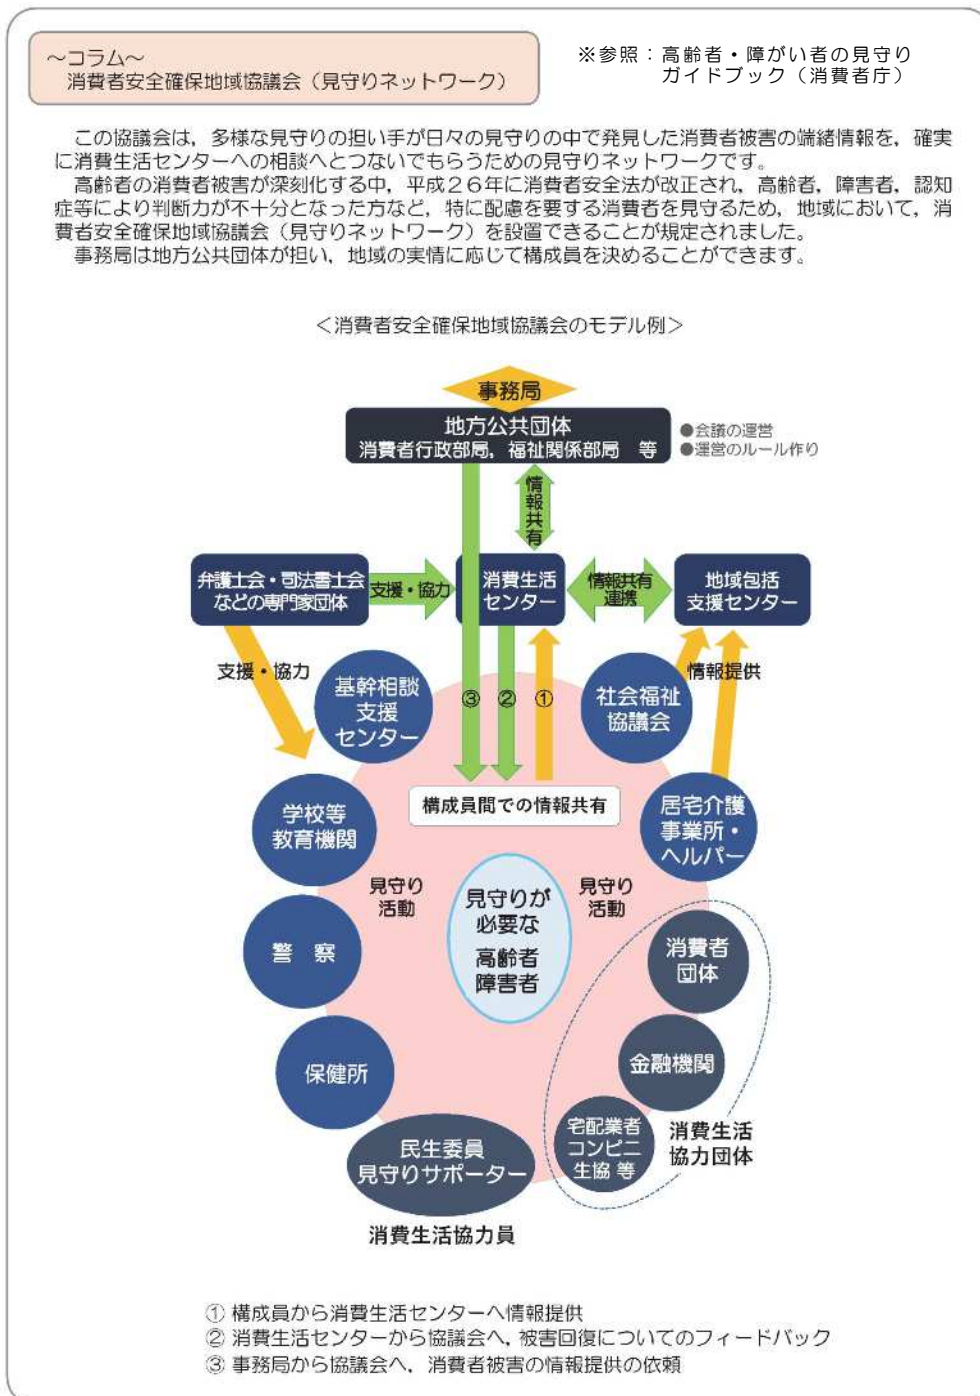 ～コラム～
消費者安全確保地域協議会（見守りネットワーク）
※参照：高齢者・障がい者の見守り
ガイドブック（消費者庁）
この協議会は，多様な見守りの担い手が日々の見守りの中で発見した消費者被害の端緒情報を，確実
に消費生活センターへの相談へとつないでもらうための見守りネットワークです。
高齢者の消費者被害が深刻化する中，平成２６年に消費者安全法が改正され，高齢者，障害者，認知
症等により判断力が不十分となった方など，特に配慮を要する消費者を見守るため，地域において，消
費者安全確保地域協議会（見守りネットワーク）を設置できることが規定されました。
事務局は地方公共団体が担い，地域の実情に応じて構成員を決めることができます。
＜消費者安全確保地域協議会のモデル例＞
事務局
地方公共団体
消費者行政部局，福祉関係部局　等
●会議の運営
●運営のルール作り
情報共有
弁護士会・司法書士会
などの専門家団体
支援・協力
消費生活
センター
情報共有
連携
地域包括
支援センター
支援・協力
情報提供
基幹相談
支援
センター
③
②
①
社会福祉
協議会
構成員間での情報共有
学校等
教育機関
居宅介護
事業所・
ヘルパー
見守り
活動
見守りが
必要な
高齢者
障害者
見守り
活動
警　察
消費者
団体
保健所
金融機関
民生委員
見守りサポーター
宅配業者
コンビニ
生協 等
消費生活
協力団体
消費生活協力員
① 構成員から消費生活センターへ情報提供
② 消費生活センターから協議会へ，被害回復についてのフィードバック
③ 事務局から協議会へ，消費者被害の情報提供の依頼